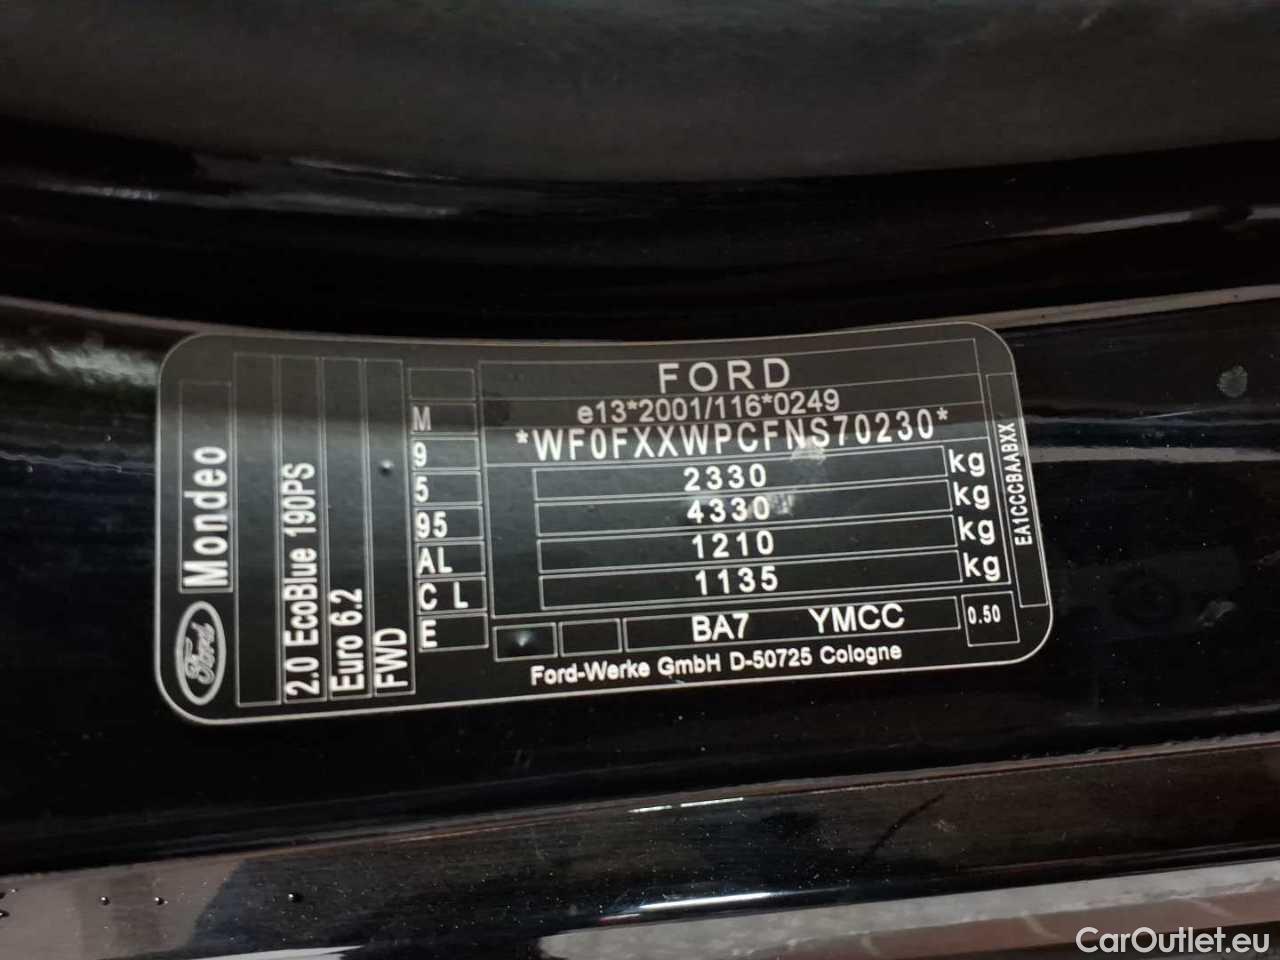 FORD
e13*2001/116*0249
*WF0FXXWPCFNS70230*
2330 kg
4330 kg
1210 kg
1135 kg
BA7 YMCC
0.50
Ford-Werke GmbH D-50725 Cologne
M
9
5
95
AL
C L
E
Ford
Mondeo
2.0 EcoBlue 190PS
Euro 6.2
FWD
EA1CCCBAABXX
CarOutlet.eu